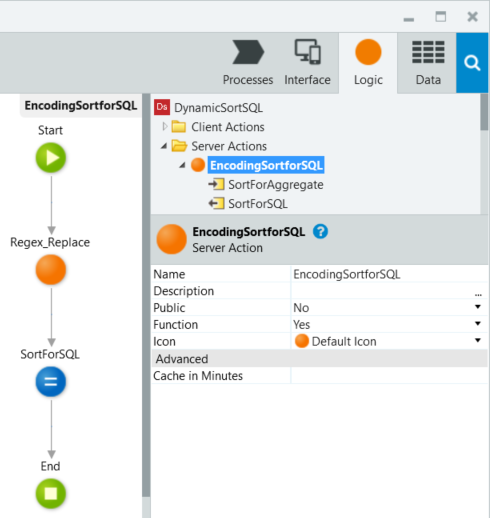 Processes Interface Logic Data
EncodingSortforSQL
Start
Regex_Replace
SortForSQL
End
Ds DynamicSortSQL
Client Actions
Server Actions
EncodingSortforSQL
SortForAggregate
SortForSQL
EncodingSortforSQL ?
Server Action
Name EncodingSortforSQL
Description ...
Public No
Function Yes
Icon Default Icon
Advanced
Cache in Minutes